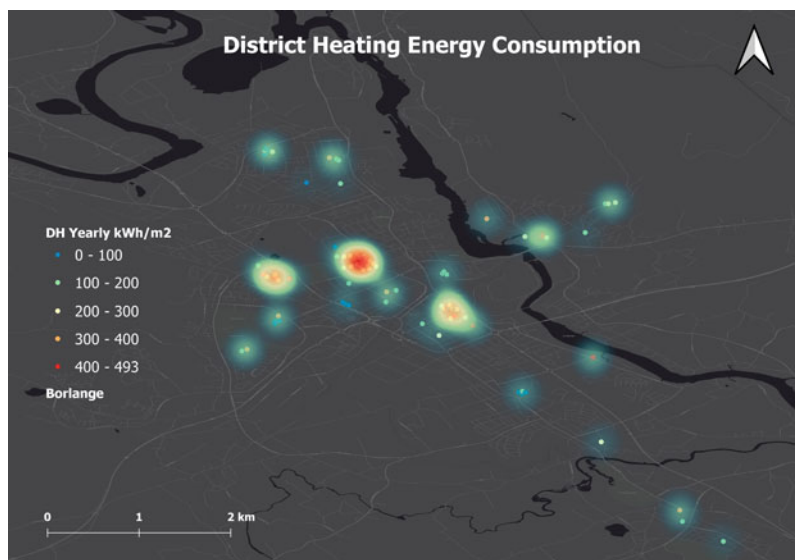 District Heating Energy Consumption
DH Yearly kWh/m2
0 - 100
100 - 200
200 - 300
300 - 400
400 - 493
Borlange
0 1 2 km